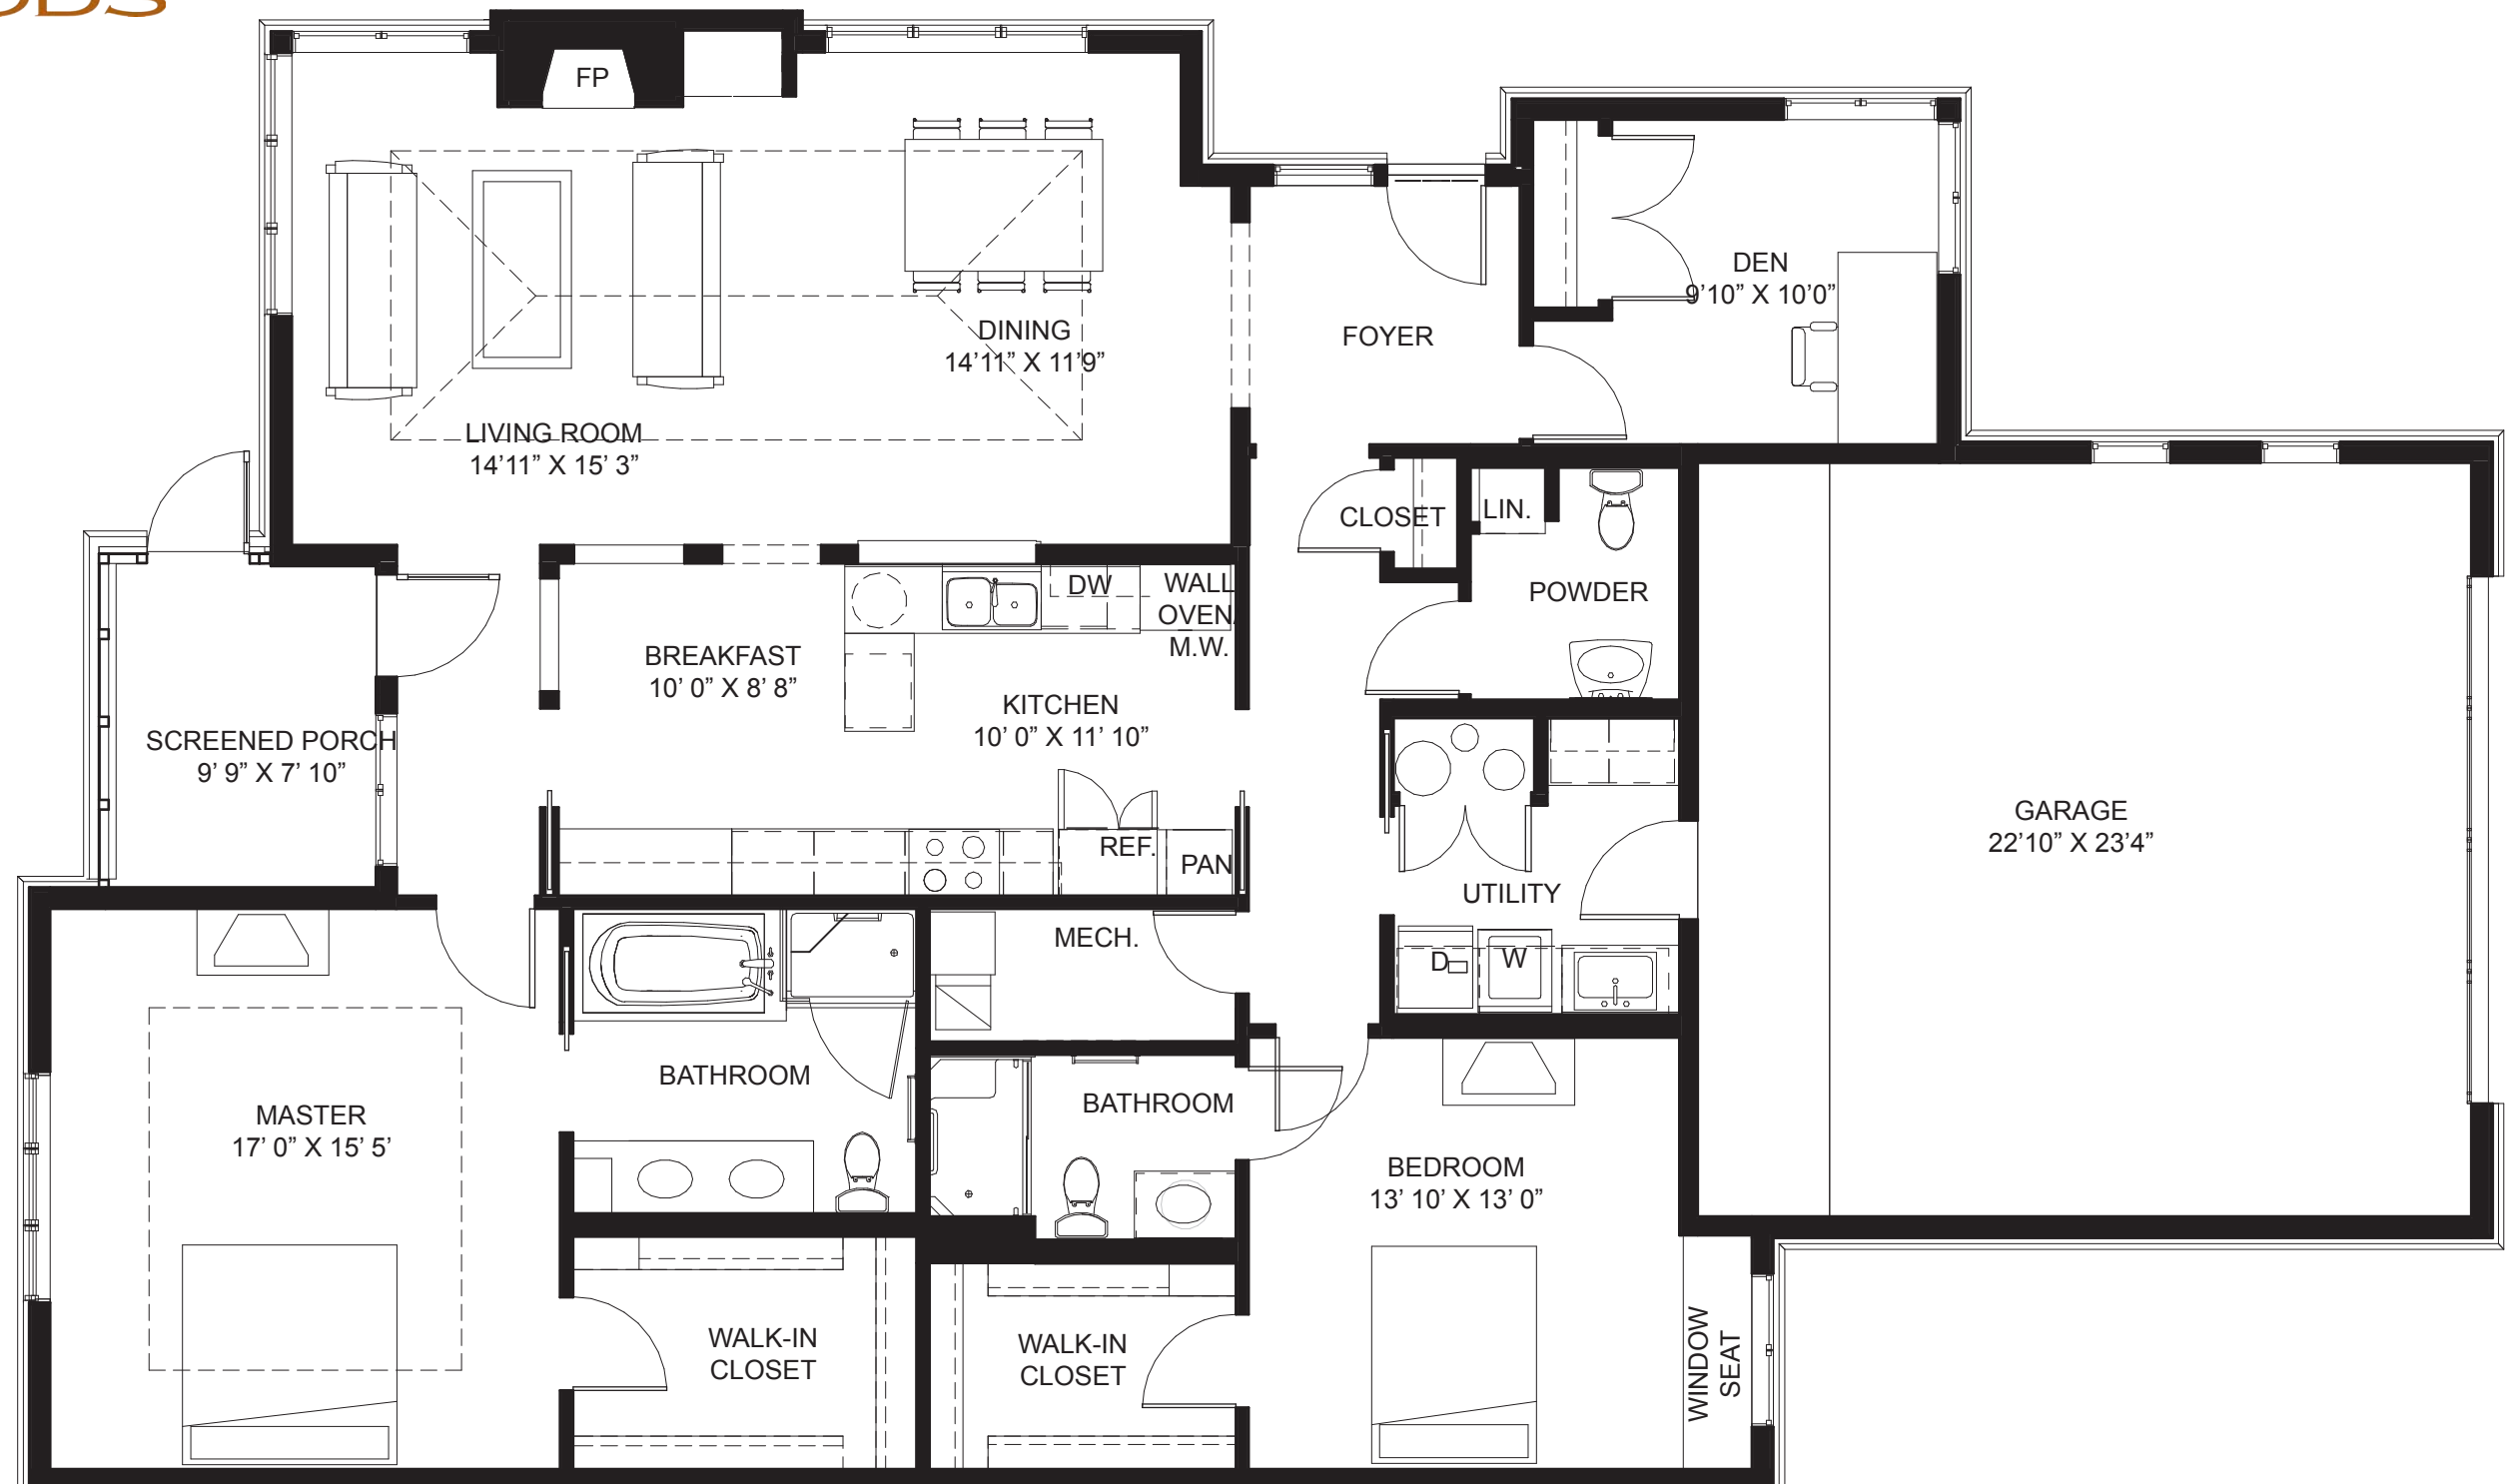 FP
DEN
9’10” X 10’0”
DINING
14’11” X 11’9”
FOYER
LIVING ROOM
14’11” X 15’ 3”
CLOSET
LIN.
POWDER
DW
WALL
OVEN
M.W.
BREAKFAST
10’ 0” X 8’ 8”
KITCHEN
10’ 0” X 11’ 10”
SCREENED PORCH
9’ 9” X 7’ 10”
GARAGE
22’10” X 23’4”
REF.
PAN
UTILITY
MECH.
D
W
BATHROOM
BATHROOM
MASTER
17’ 0” X 15’ 5’
BEDROOM
13’ 10’ X 13’ 0”
WALK-IN
CLOSET
WALK-IN
CLOSET
WINDOW
SEAT